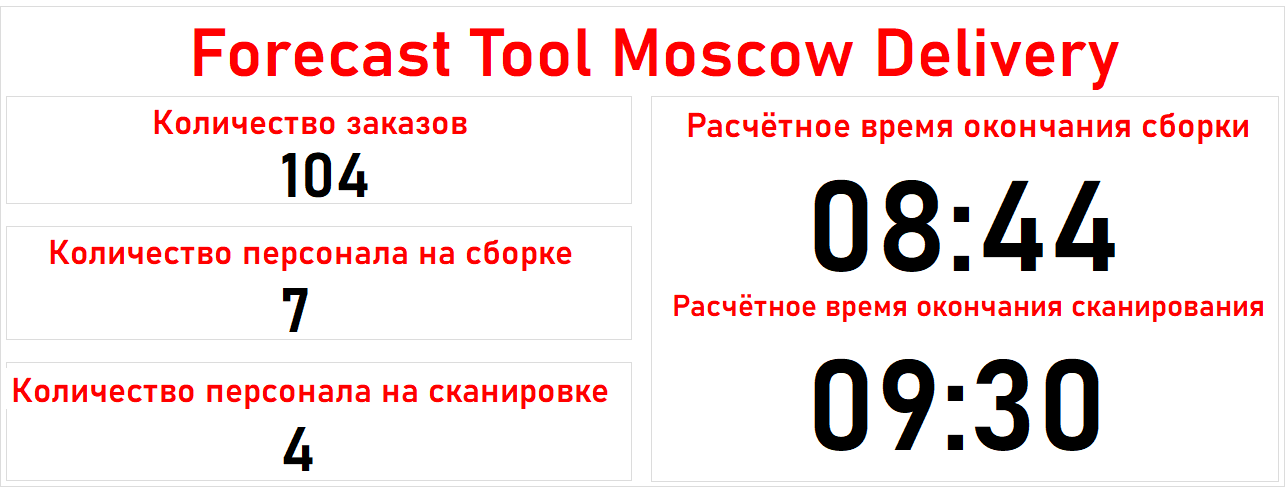 Forecast Tool Moscow Delivery
Количество заказов
104
Количество персонала на сборке
7
Количество персонала на сканировке
4
Расчётное время окончания сборки
08:44
Расчётное время окончания сканирования
09:30